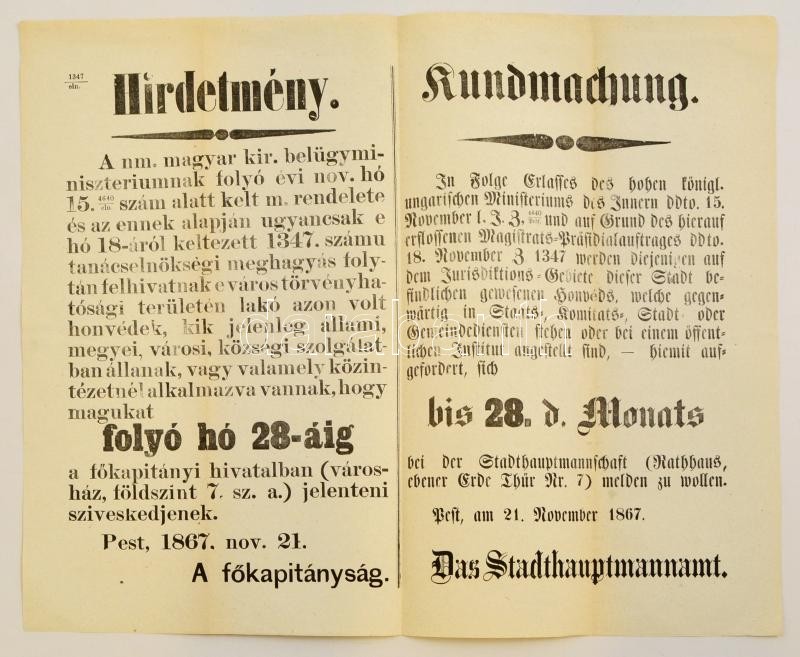 1347
eln.
Hirdetmény.
A nm. magyar kir. belügymi-
niszteriumnak folyó évi nov. hó
15. 4640/eln. szám alatt kelt m. rendelete
és az ennek alapján ugyancsak e
hó 18-áról keltezett 1347. számu
tanácselnökségi meghagyás foly-
tán felhivatnak e város törvényha-
tósági területén lakó azon volt
honvédek, kik jelenleg állami,
megyei, városi, községi szolgálat-
ban állanak, vagy valamely közin-
tézetnél alkalmazva vannak, hogy
magukat
folyó hó 28-áig
a főkapitányi hivatalban (város-
ház, földszint 7. sz. a.) jelenteni
sziveskedjenek.
Pest, 1867. nov. 21.
A főkapitányság.
Kundmachung.
In Folge Erlasses des hohen königl.
ungarischen Ministeriums des Innern ddto. 15.
November l. J. Z. 4640 und auf Grund des hierauf
erflossenen Magistrats-Präsidialauftrages ddto.
18. November Z 1347 werden diejenigen auf
dem Jurisdiktions-Gebiete dieser Stadt be-
findlichen gewesenen Honvéds, welche gegen-
wärtig in Staats-, Komitats-, Stadt- oder
Gemeindediensten stehen oder bei einem öffent-
lichen Institut angestellt sind, — hiemit auf-
gefordert, sich
bis 28. d. Monats
bei der Stadthauptmannschaft (Rathhaus,
ebener Erde Thür Nr. 7) melden zu wollen.
Pest, am 21. November 1867.
Das Stadthauptmannamt.